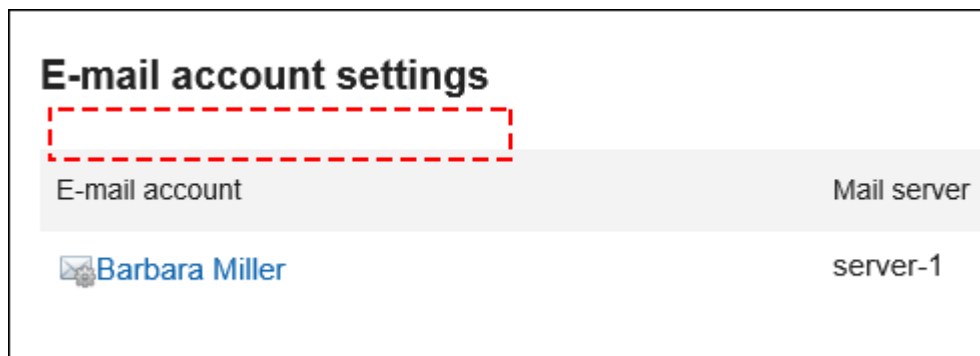 E-mail account settings
E-mail account Mail server
Barbara Miller server-1